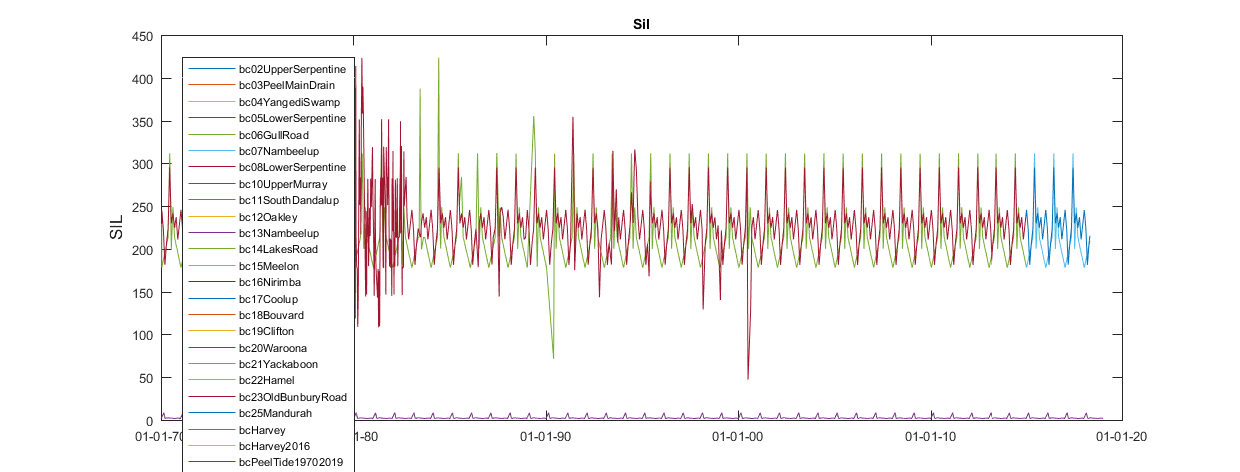 Sil
SIL
450
400
350
300
250
200
150
100
50
0
bc02UpperSerpentine
bc03PeelMainDrain
bc04YangediSwamp
bc05LowerSerpentine
bc06GullRoad
bc07Nambeelup
bc08LowerSerpentine
bc10UpperMurray
bc11SouthDandalup
bc12Oakley
bc13Nambeelup
bc14LakesRoad
bc15Meelon
bc16Nirimba
bc17Coolup
bc18Bouvard
bc19Clifton
bc20Waroona
bc21Yackaboon
bc22Hamel
bc23OldBunburyRoad
bc25Mandurah
bcHarvey
bcHarvey2016
bcPeelTide19702019
01-01-70 1-80 01-01-90 01-01-00 01-01-10 01-01-20